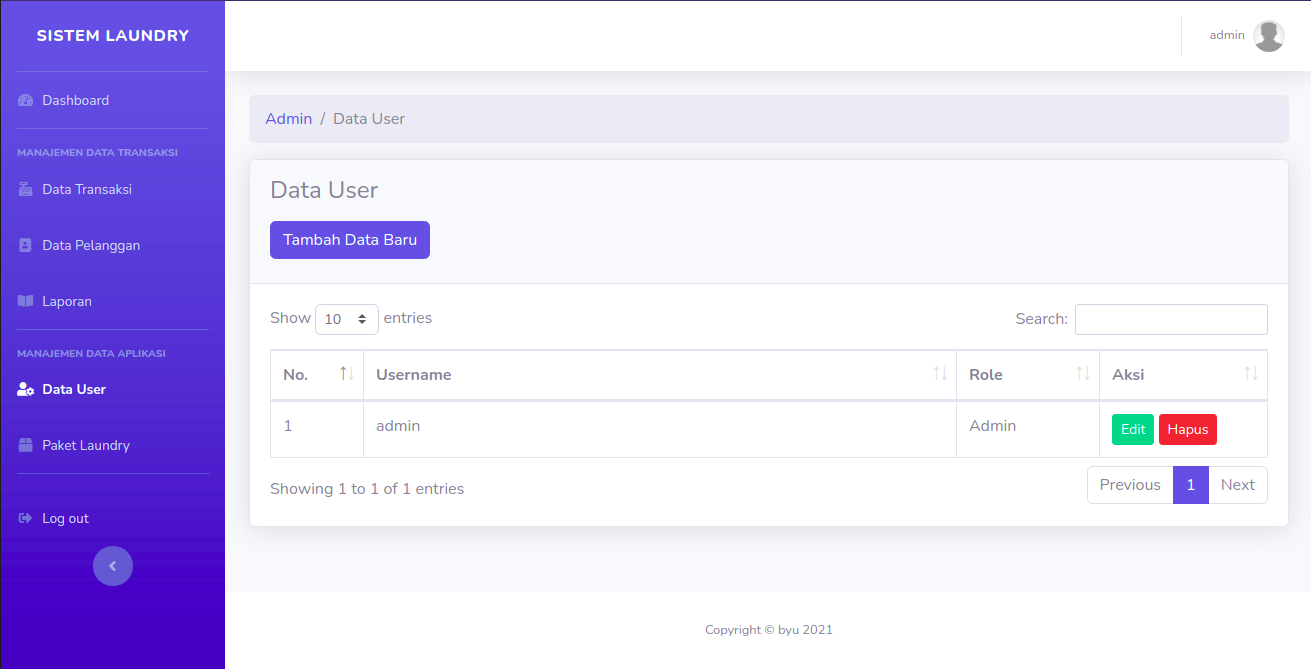 SISTEM LAUNDRY
Dashboard
MANAJEMEN DATA TRANSAKSI
Data Transaksi
Data Pelanggan
Laporan
MANAJEMEN DATA APLIKASI
Data User
Paket Laundry
Log out
admin
Admin / Data User
Data User
Tambah Data Baru
Show 10 entries
Search:
No. Username Role Aksi
1 admin Admin Edit Hapus
Showing 1 to 1 of 1 entries
Previous 1 Next
Copyright © byu 2021